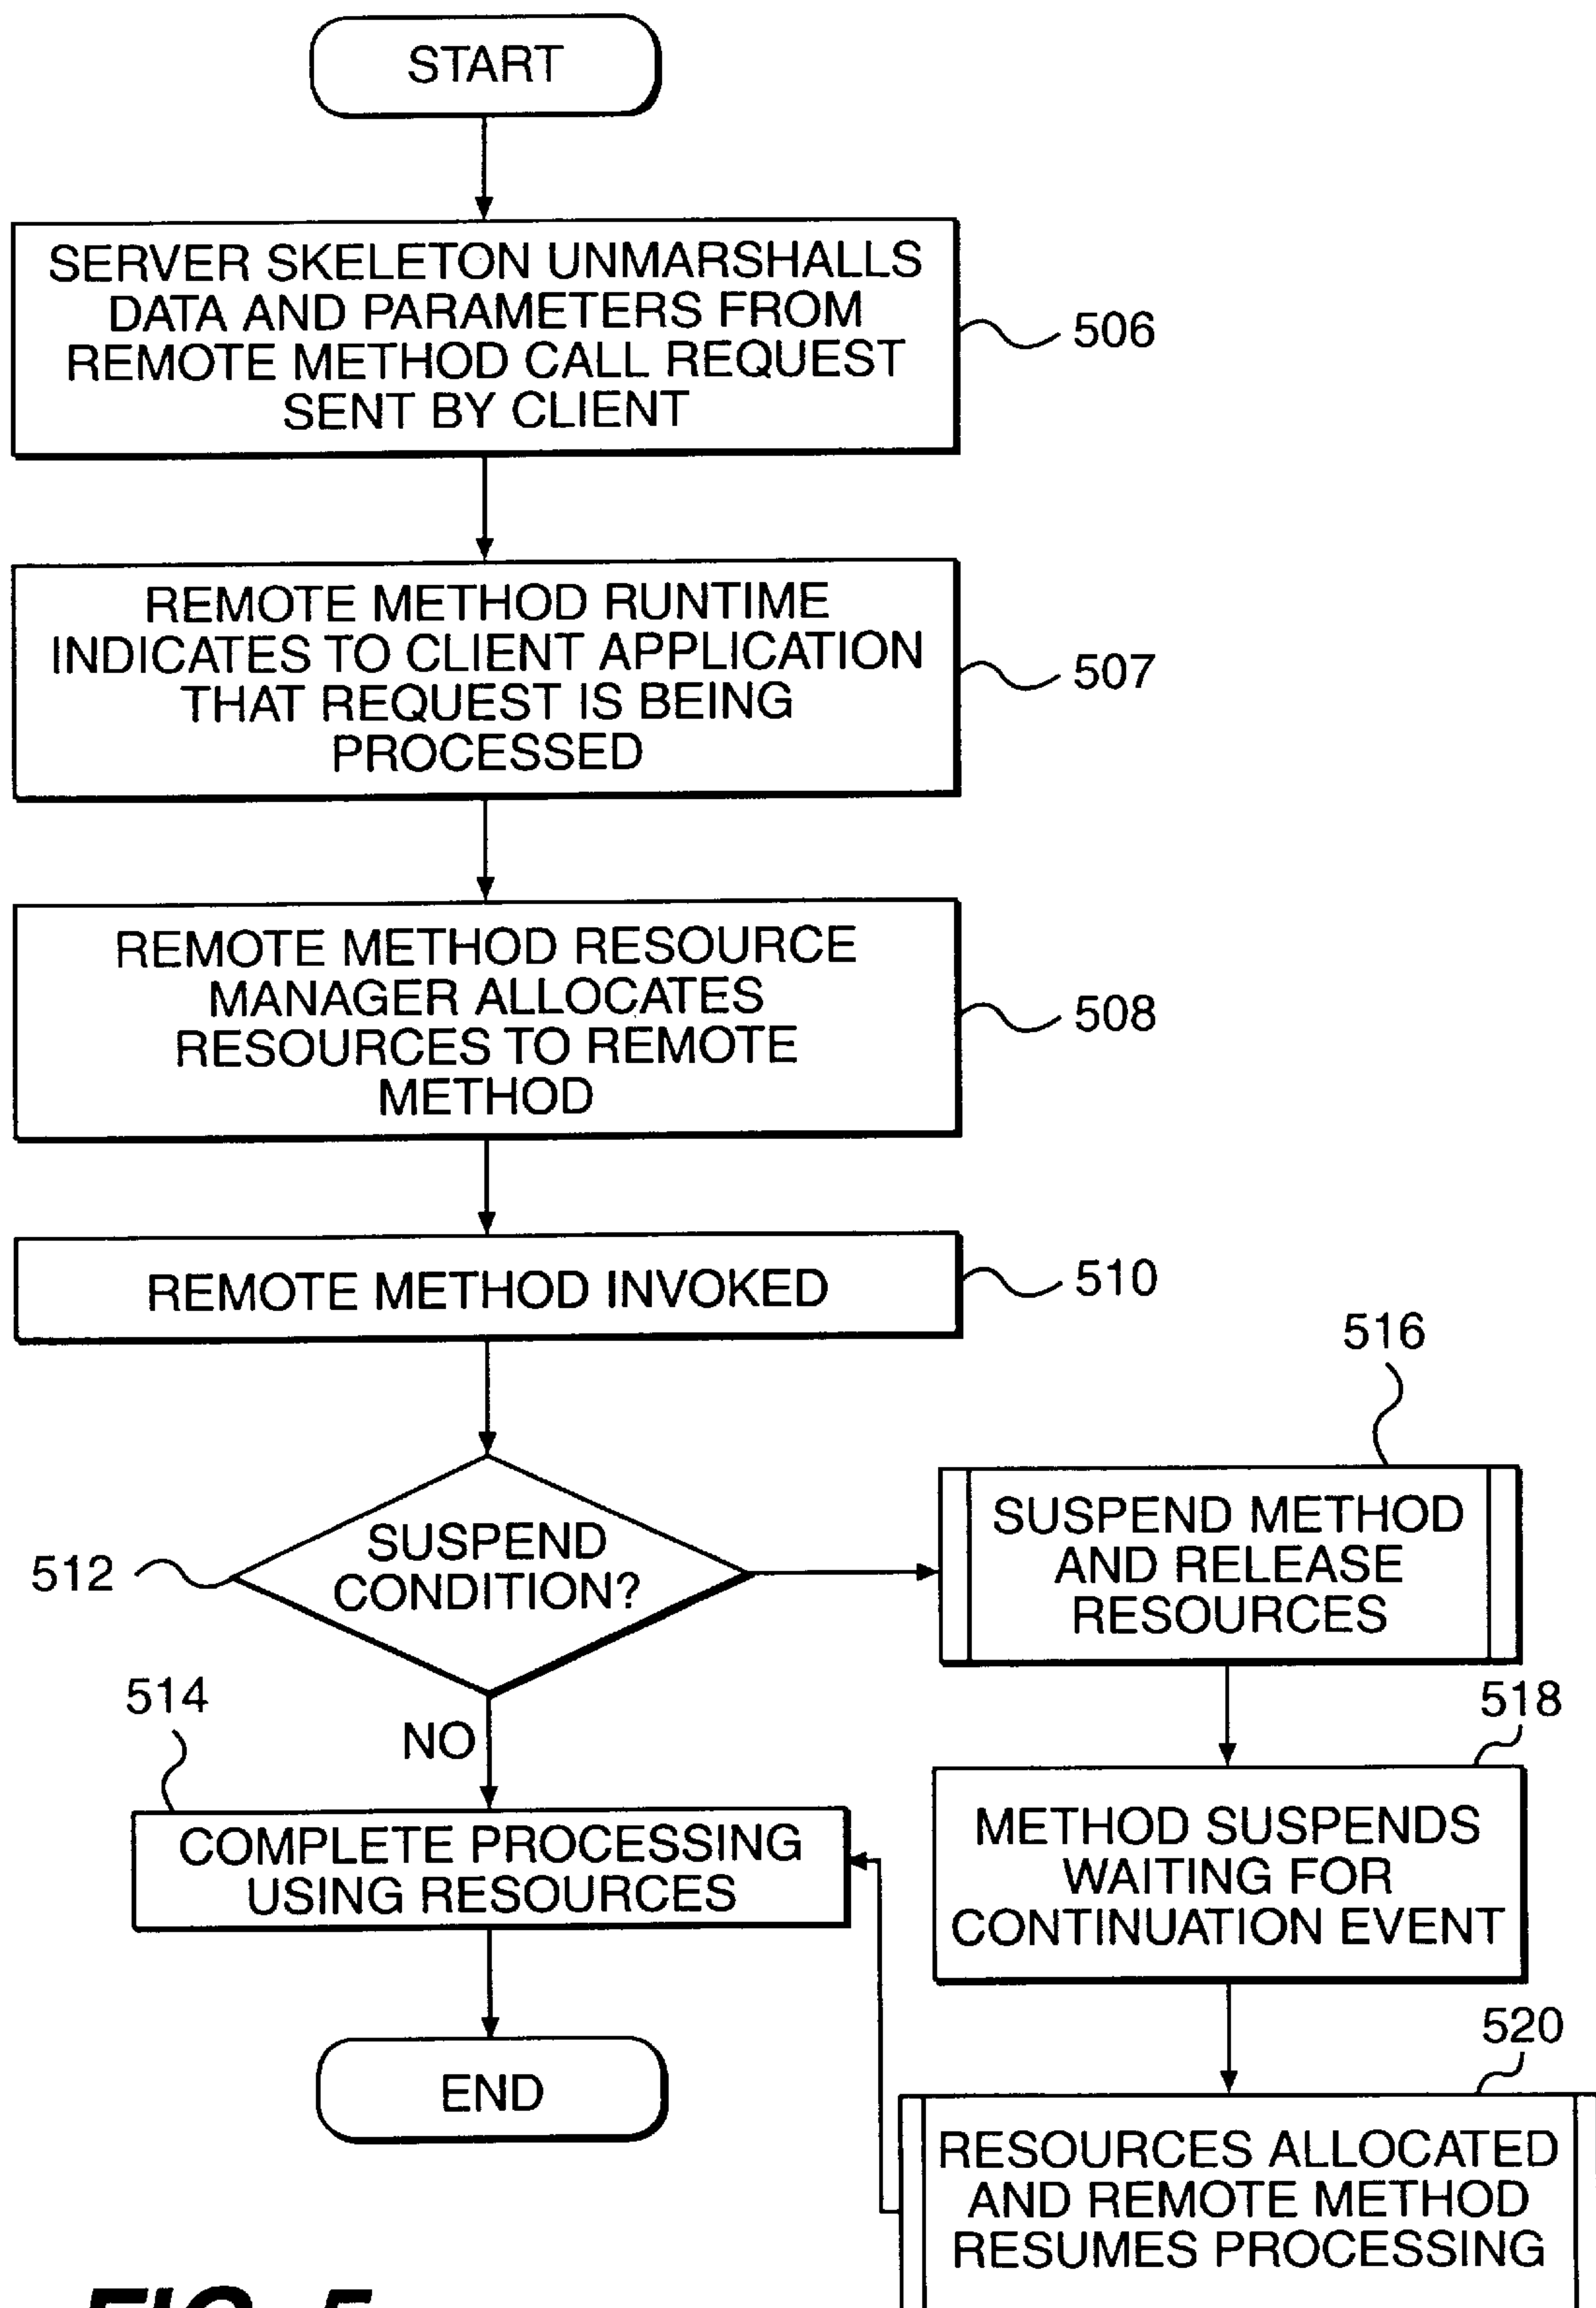 START
SERVER SKELETON UNMARSHALLS
DATA AND PARAMETERS FROM
REMOTE METHOD CALL REQUEST
SENT BY CLIENT
506
REMOTE METHOD RUNTIME
INDICATES TO CLIENT APPLICATION
THAT REQUEST IS BEING
PROCESSED
507
REMOTE METHOD RESOURCE
MANAGER ALLOCATES
RESOURCES TO REMOTE
METHOD
508
REMOTE METHOD INVOKED
510
512
SUSPEND
CONDITION?
NO
516
SUSPEND METHOD
AND RELEASE
RESOURCES
514
COMPLETE PROCESSING
USING RESOURCES
518
METHOD SUSPENDS
WAITING FOR
CONTINUATION EVENT
END
520
RESOURCES ALLOCATED
AND REMOTE METHOD
RESUMES PROCESSING
FIG. 5